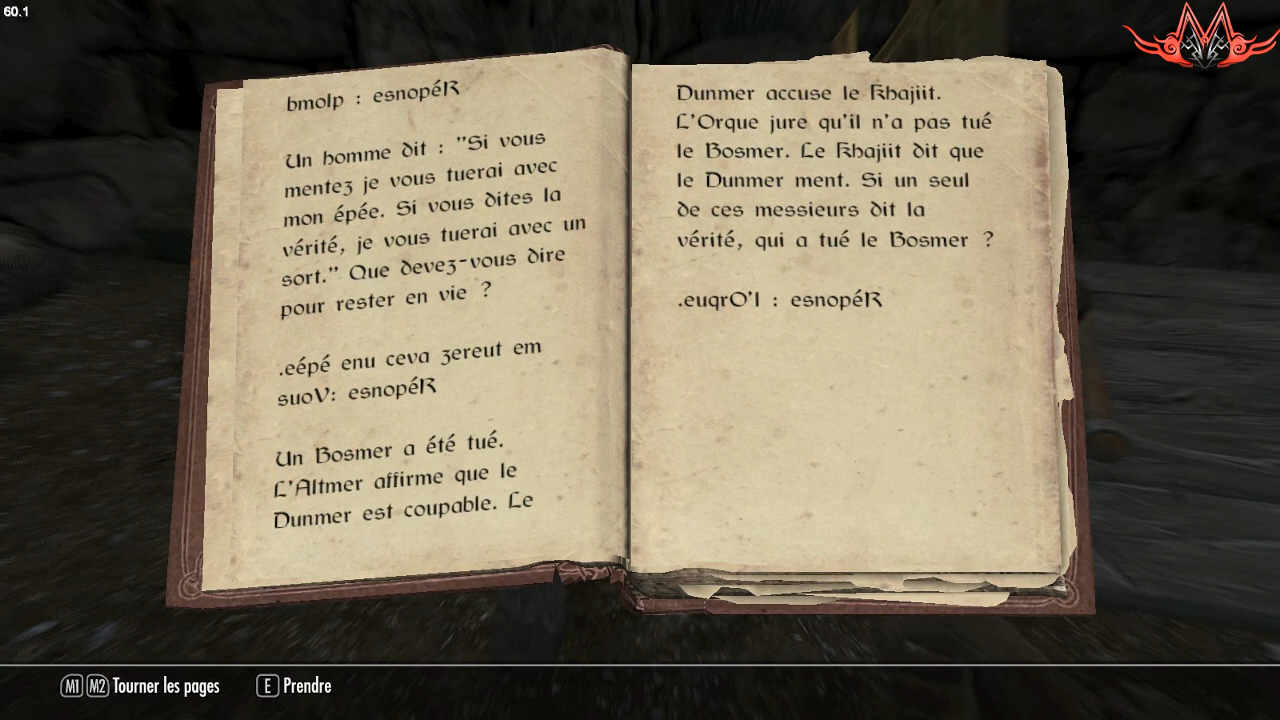 60.1
bmolp : esnopéR
Un homme dit : "Si vous
mentez je vous tuerai avec
mon épée. Si vous dites la
vérité, je vous tuerai avec un
sort." Que devez-vous dire
pour rester en vie ?
.eépé enu ceva zereut em
suoV: esnopéR
Un Bosmer a été tué.
L'Altmer affirme que le
Dunmer est coupable. Le
Dunmer accuse le Khajiit.
L'Orque jure qu'il n'a pas tué
le Bosmer. Le Khajiit dit que
le Dunmer ment. Si un seul
de ces messieurs dit la
vérité, qui a tué le Bosmer ?
.euqrO'l : esnopéR
M1 M2 Tourner les pages
E Prendre